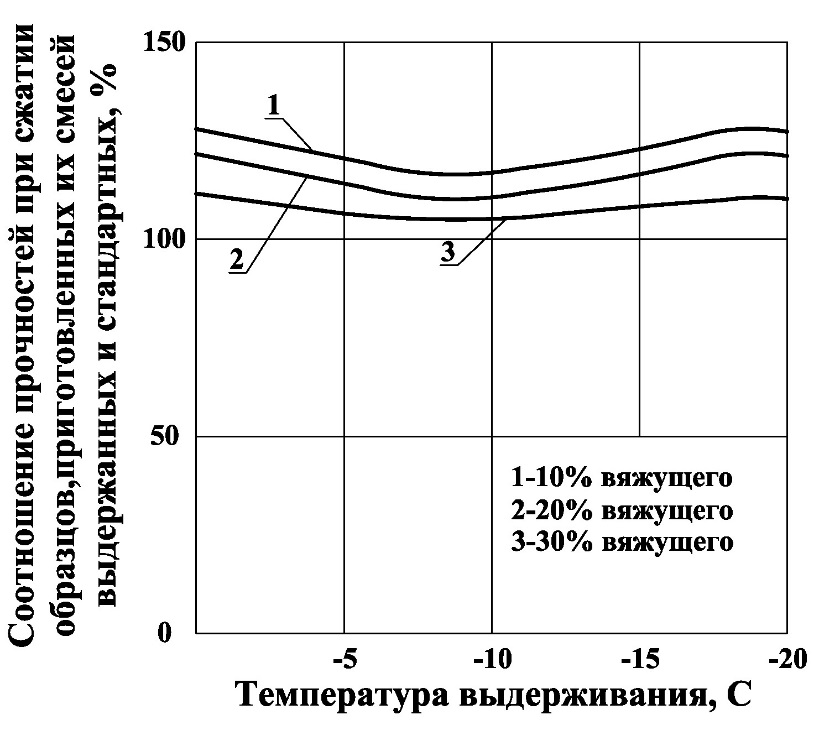 Соотношение прочностей при сжатии
образцов,приготовленных их смесей
выдержанных и стандартных, %
150
100
50
0
1
2
3
1-10% вяжущего
2-20% вяжущего
3-30% вяжущего
-5
-10
-15
-20
Температура выдерживания, С